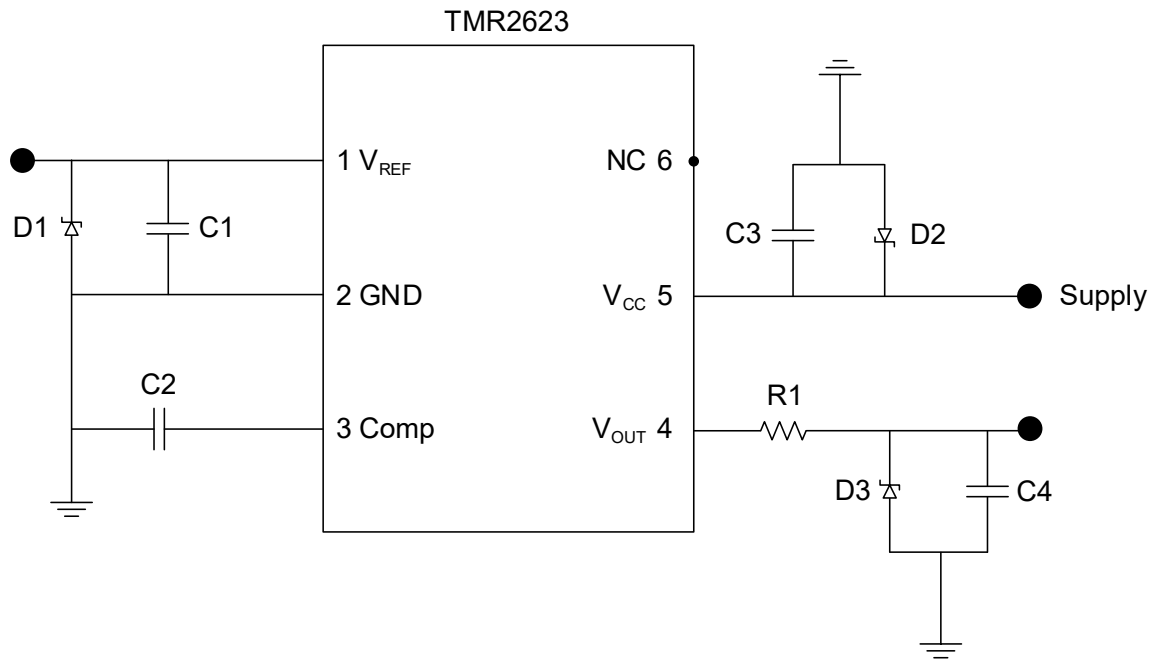 TMR2623
1 VREF
NC 6
D1
C1
C3
D2
2 GND
VCC 5
Supply
C2
R1
3 Comp
VOUT 4
D3
C4